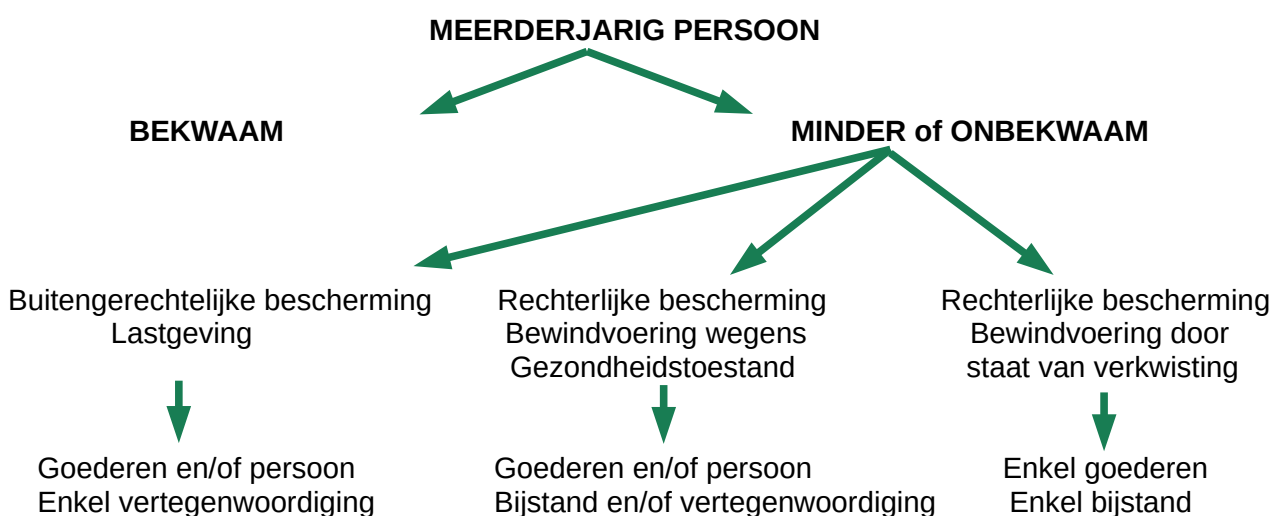 MEERDERJARIG PERSOON
BEKWAAM
MINDER of ONBEKWAAM
Buitengerechtelijke bescherming
Lastgeving
Rechterlijke bescherming
Bewindvoering wegens
Gezondheidstoestand
Rechterlijke bescherming
Bewindvoering door
staat van verkwisting
Goederen en/of persoon
Enkel vertegenwoordiging
Goederen en/of persoon
Bijstand en/of vertegenwoordiging
Enkel goederen
Enkel bijstand